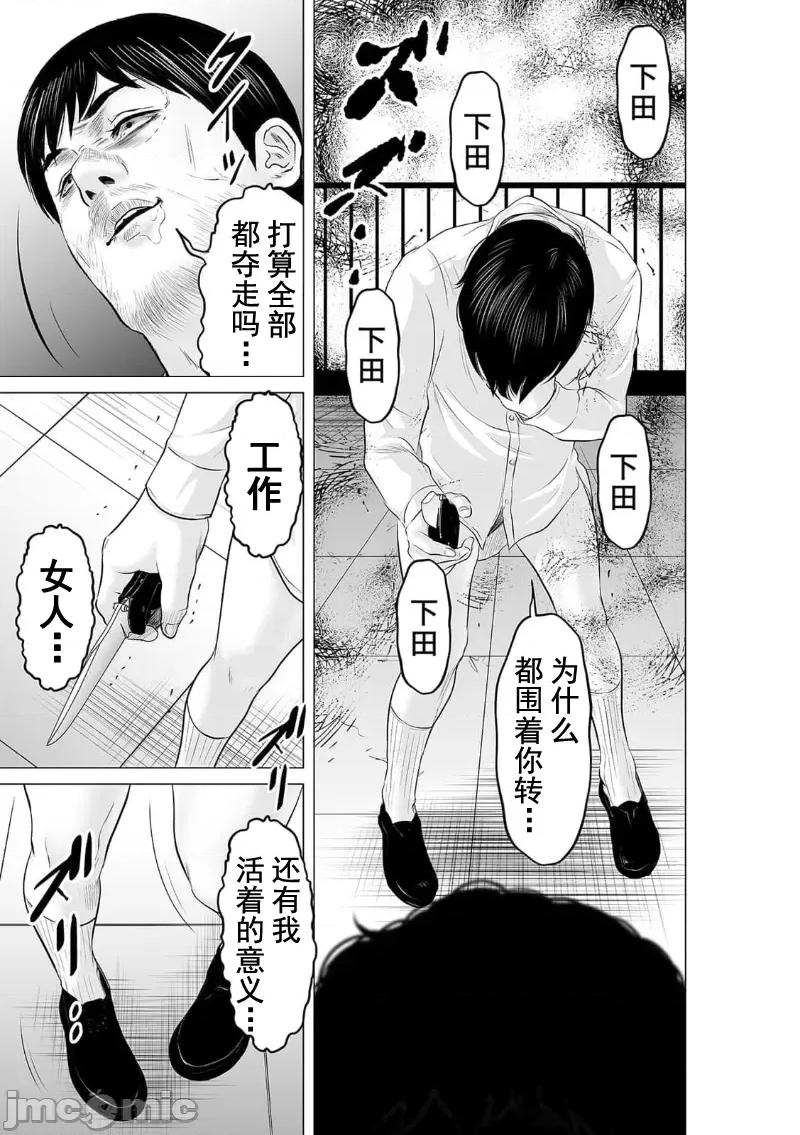 下田
下田
下田
下田
下田
为什么
都围着你转…
打算全部
都夺走吗…
工作
女人…
还有我
活着的意义…
jmcomic